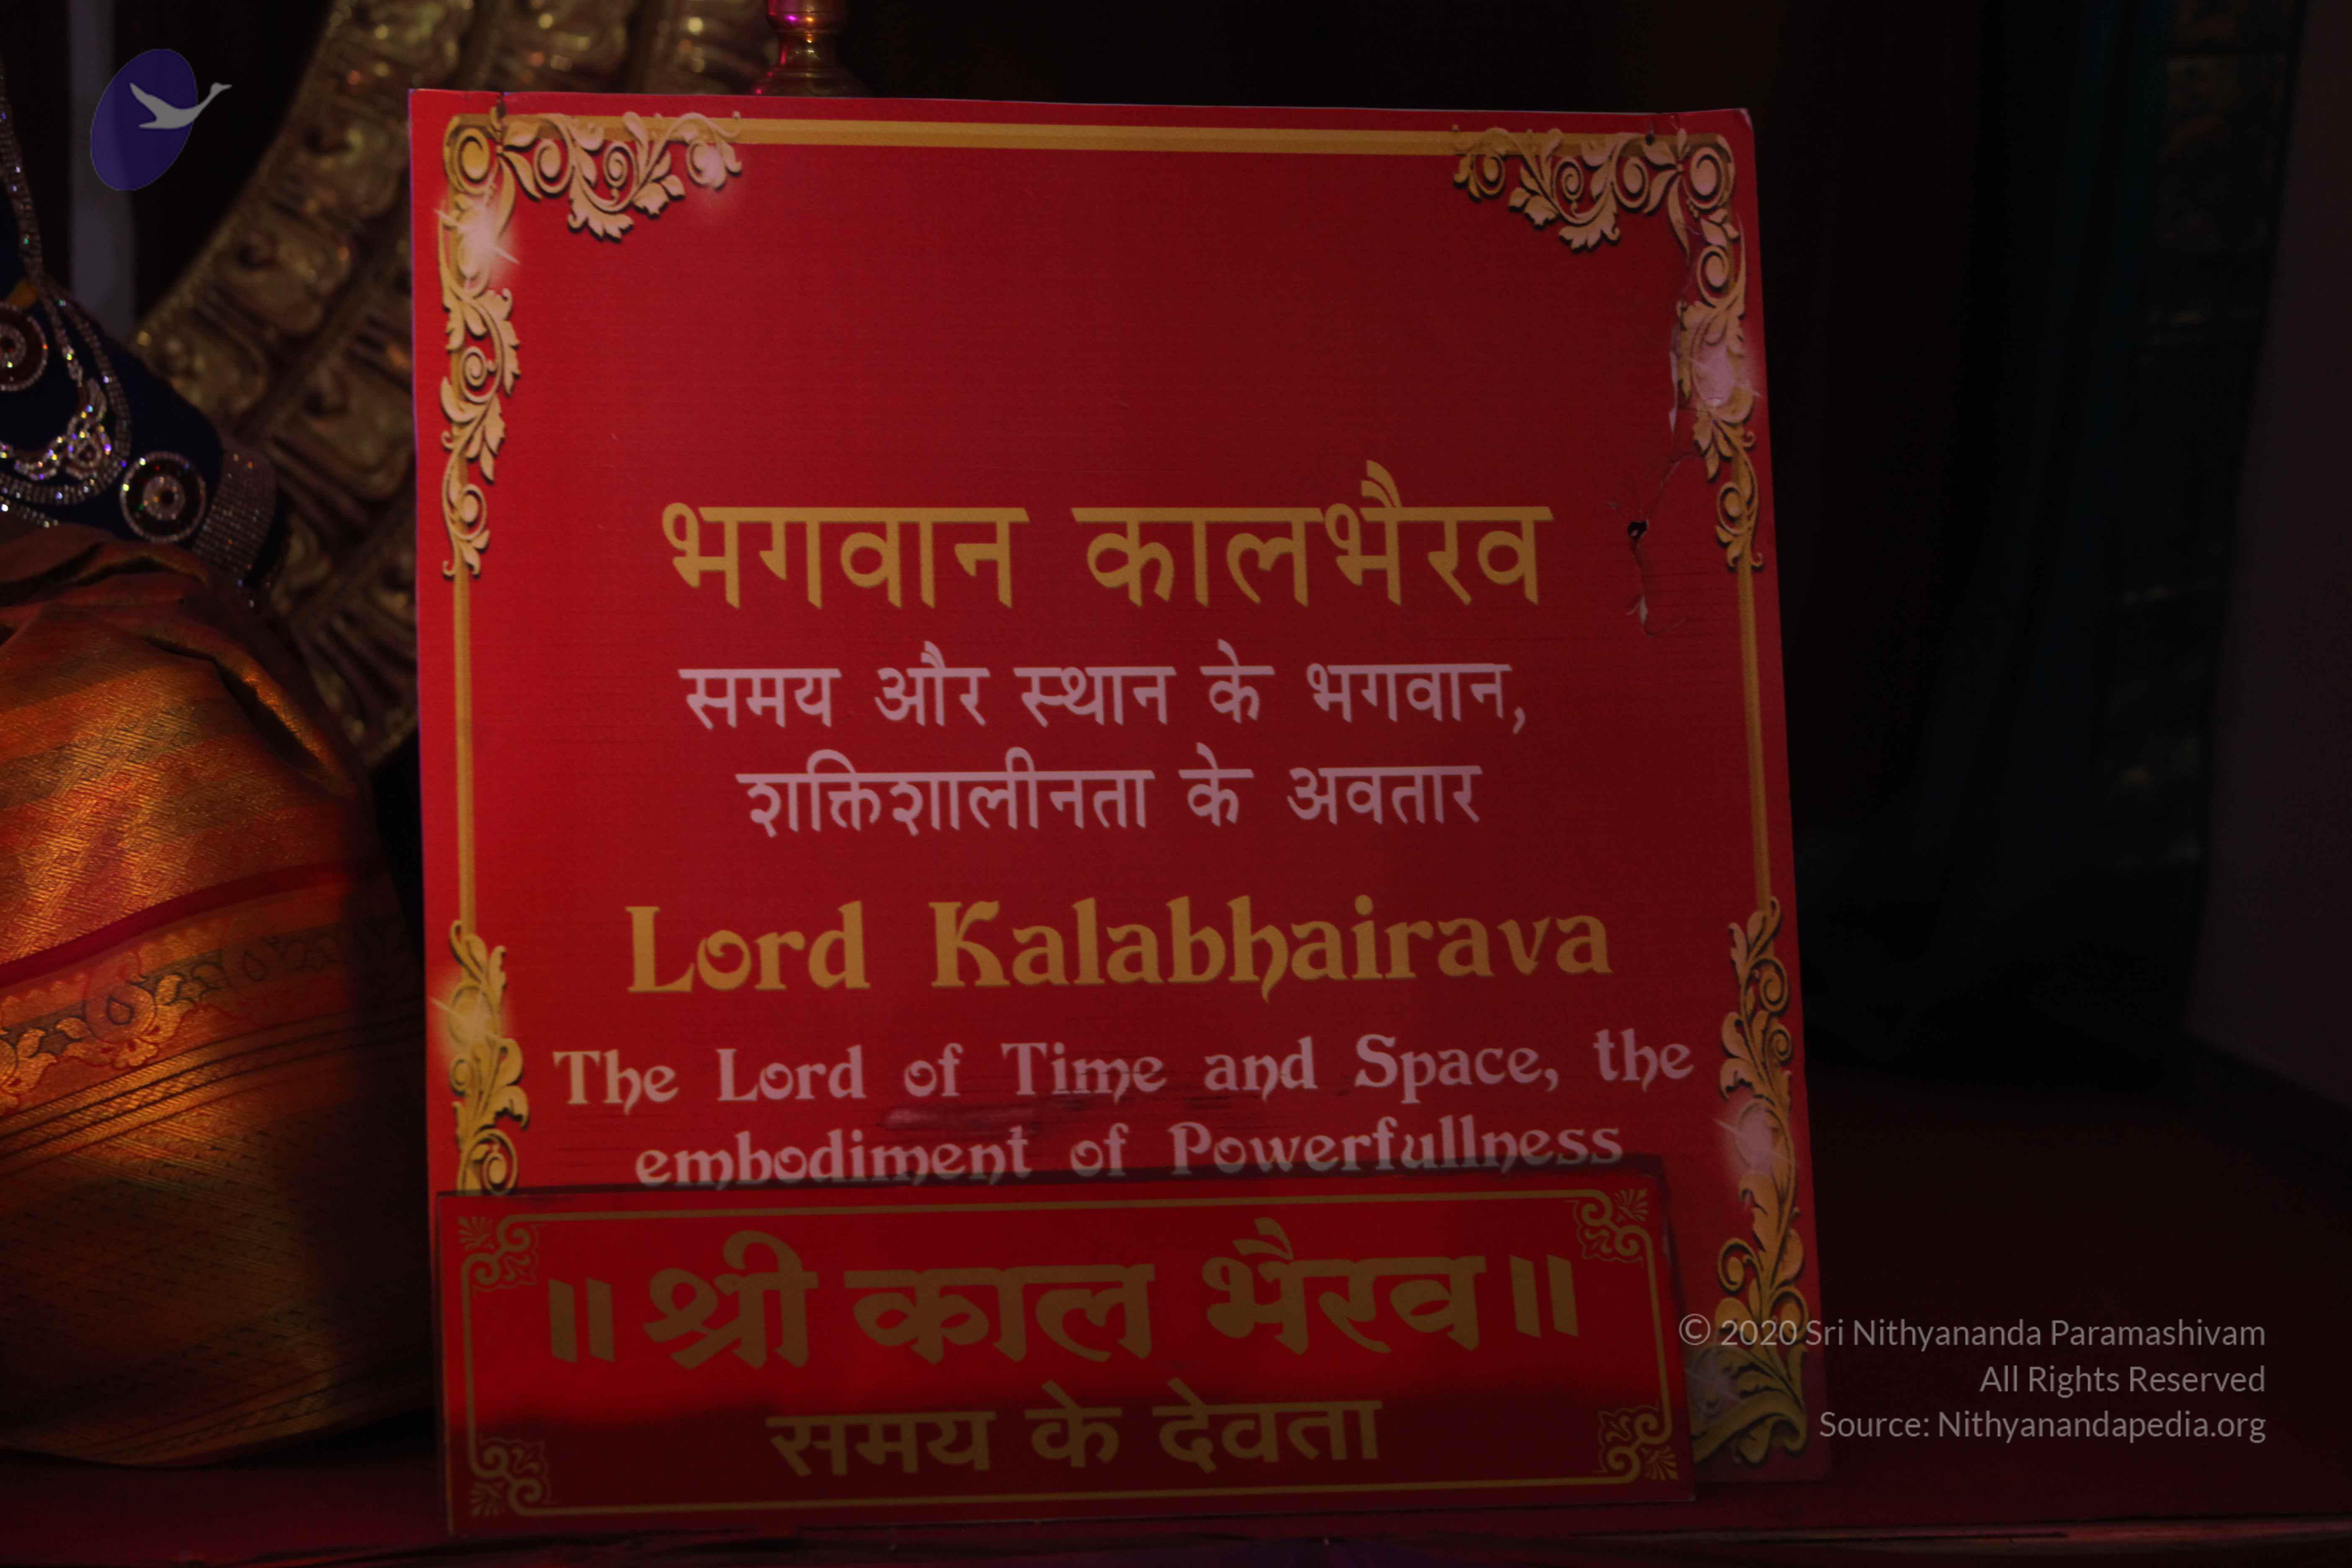 भगवान कालभैरव
समय और स्थान के भगवान,
शक्तिशालीनता के अवतार
Lord Kalabhairava
The Lord of Time and Space, the
embodiment of Powerfullness
॥ श्री काल भैरव ॥
समय के देवता
© 2020 Sri Nithyananda Paramashivam
All Rights Reserved
Source: Nithyanandapedia.org